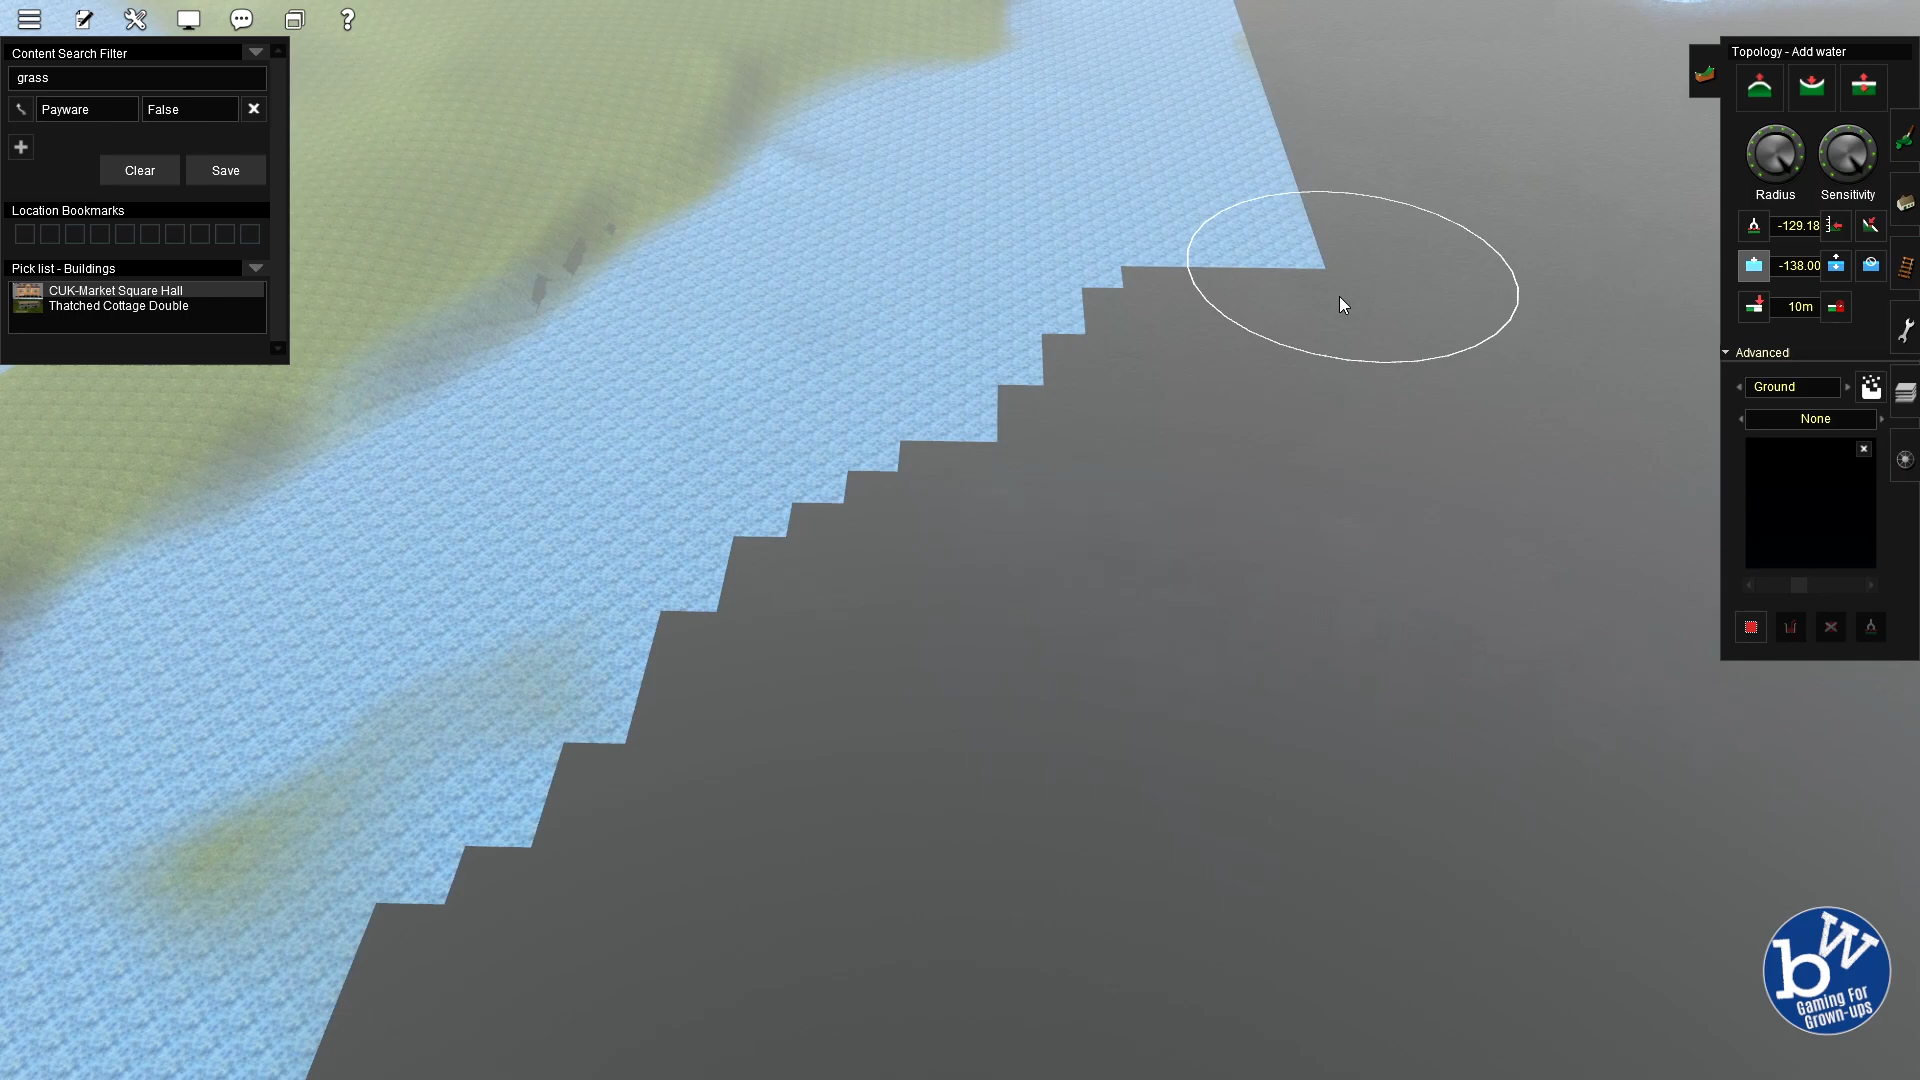 Content Search Filter
grass
Payware
False
Clear
Save
Location Bookmarks
Pick list - Buildings
CUK-Market Square Hall
Thatched Cottage Double
Topology - Add water
Radius
Sensitivity
-129.18
-138.00
10m
Advanced
Ground
None
bW
Gaming For
Grown-ups